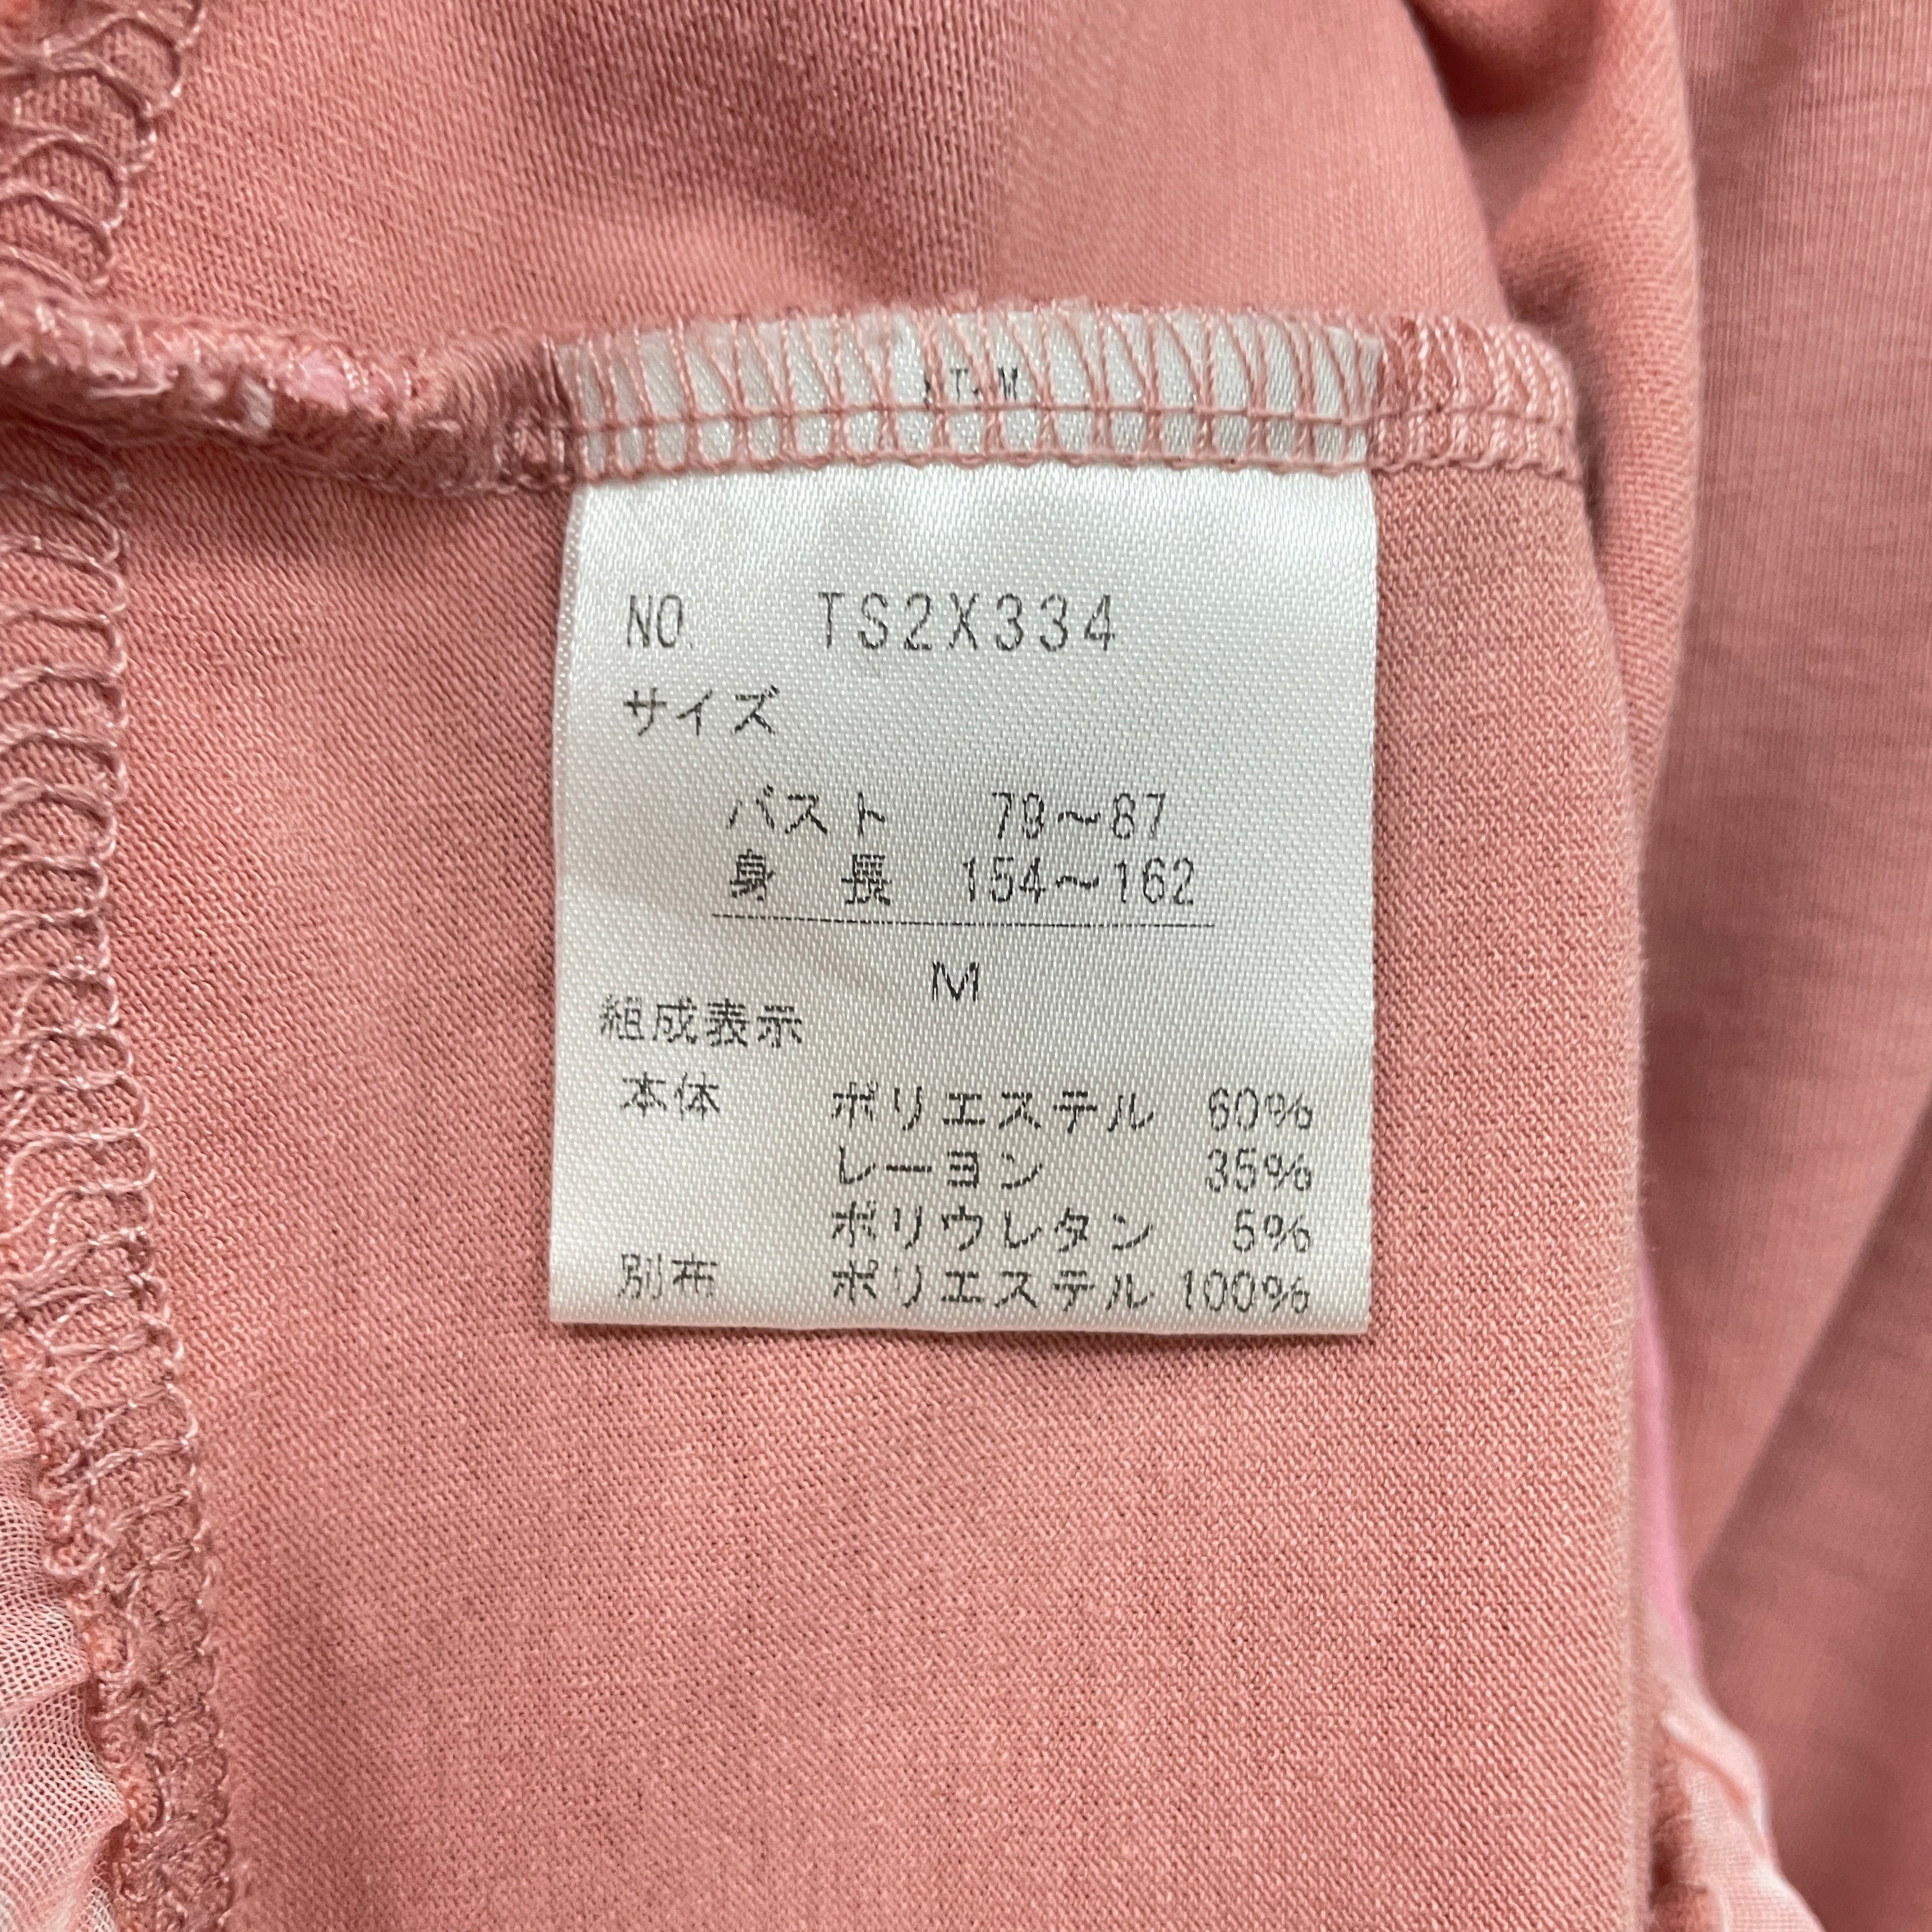 NO. TS2X334
サイズ
バスト 79～87
身 長 154～162
M
組成表示
本体 ポリエステル 60%
レーヨン 35%
ポリウレタン 5%
別布 ポリエステル 100%